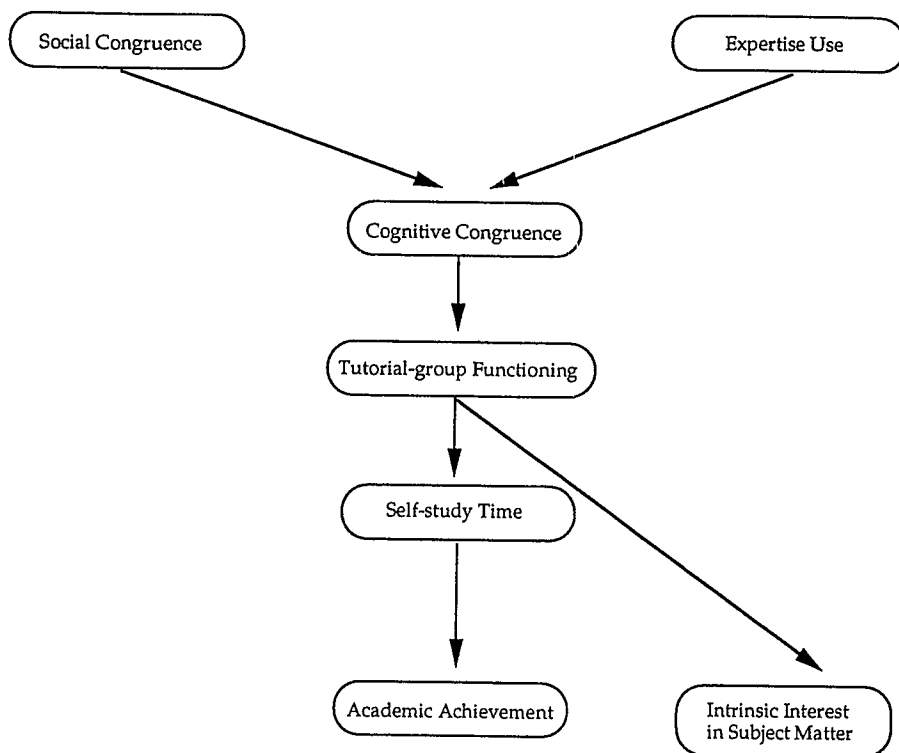 Social Congruence
Expertise Use
Cognitive Congruence
Tutorial-group Functioning
Self-study Time
Academic Achievement
Intrinsic Interest
in Subject Matter